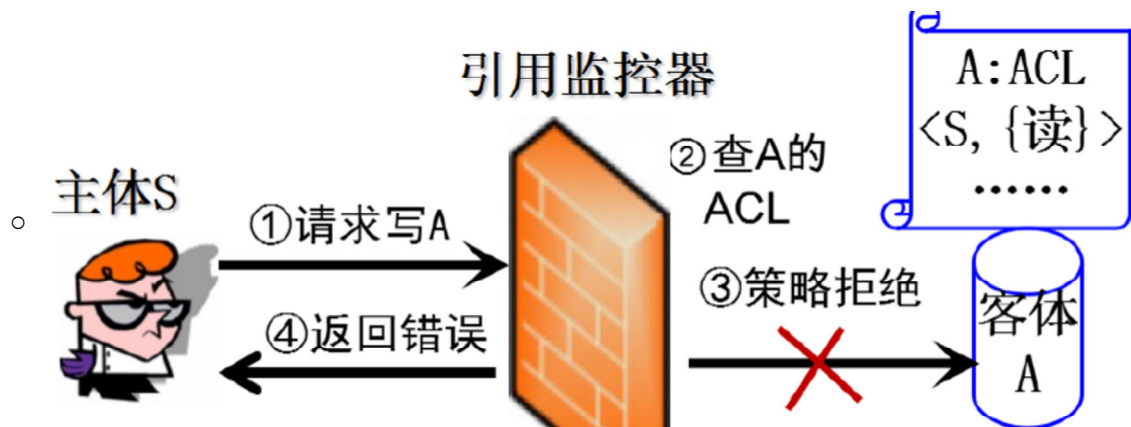 引用监控器
A:ACL
<S, {读}>
......
主体S
①请求写A
②查A的
ACL
③策略拒绝
④返回错误
客体
A